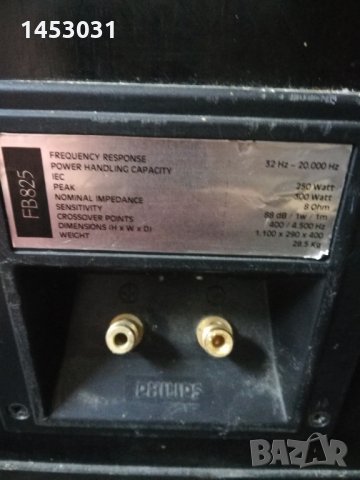 1453031
FB825
FREQUENCY RESPONSE 32 Hz – 20.000 Hz
POWER HANDLING CAPACITY
IEC 250 Watt
PEAK 300 Watt
NOMINAL IMPEDANCE 8 Ohm
SENSITIVITY 88 dB / 1w / 1m
CROSSOVER POINTS 400 / 4.500 Hz
DIMENSIONS (H x W x D) 1.100 x 290 x 400
WEIGHT 28.5 Kg
PHILIPS
BAZAR